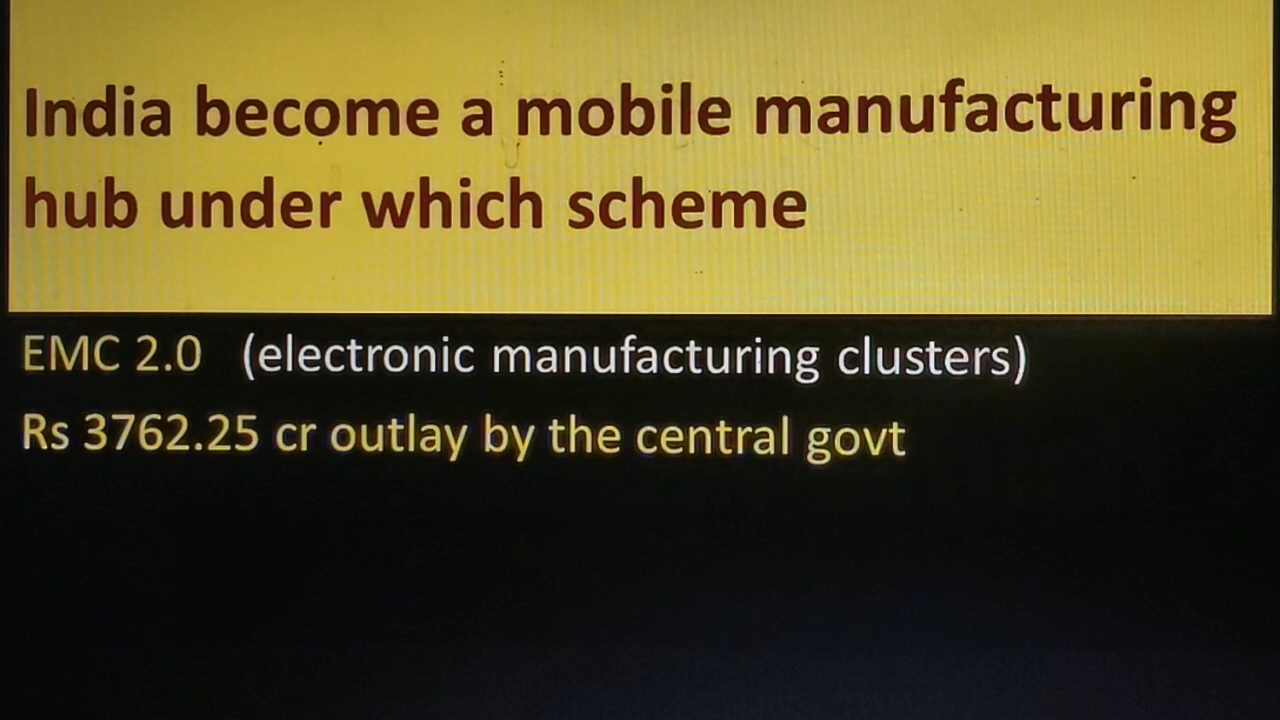 India become a mobile manufacturing
hub under which scheme
EMC 2.0 (electronic manufacturing clusters)
Rs 3762.25 cr outlay by the central govt